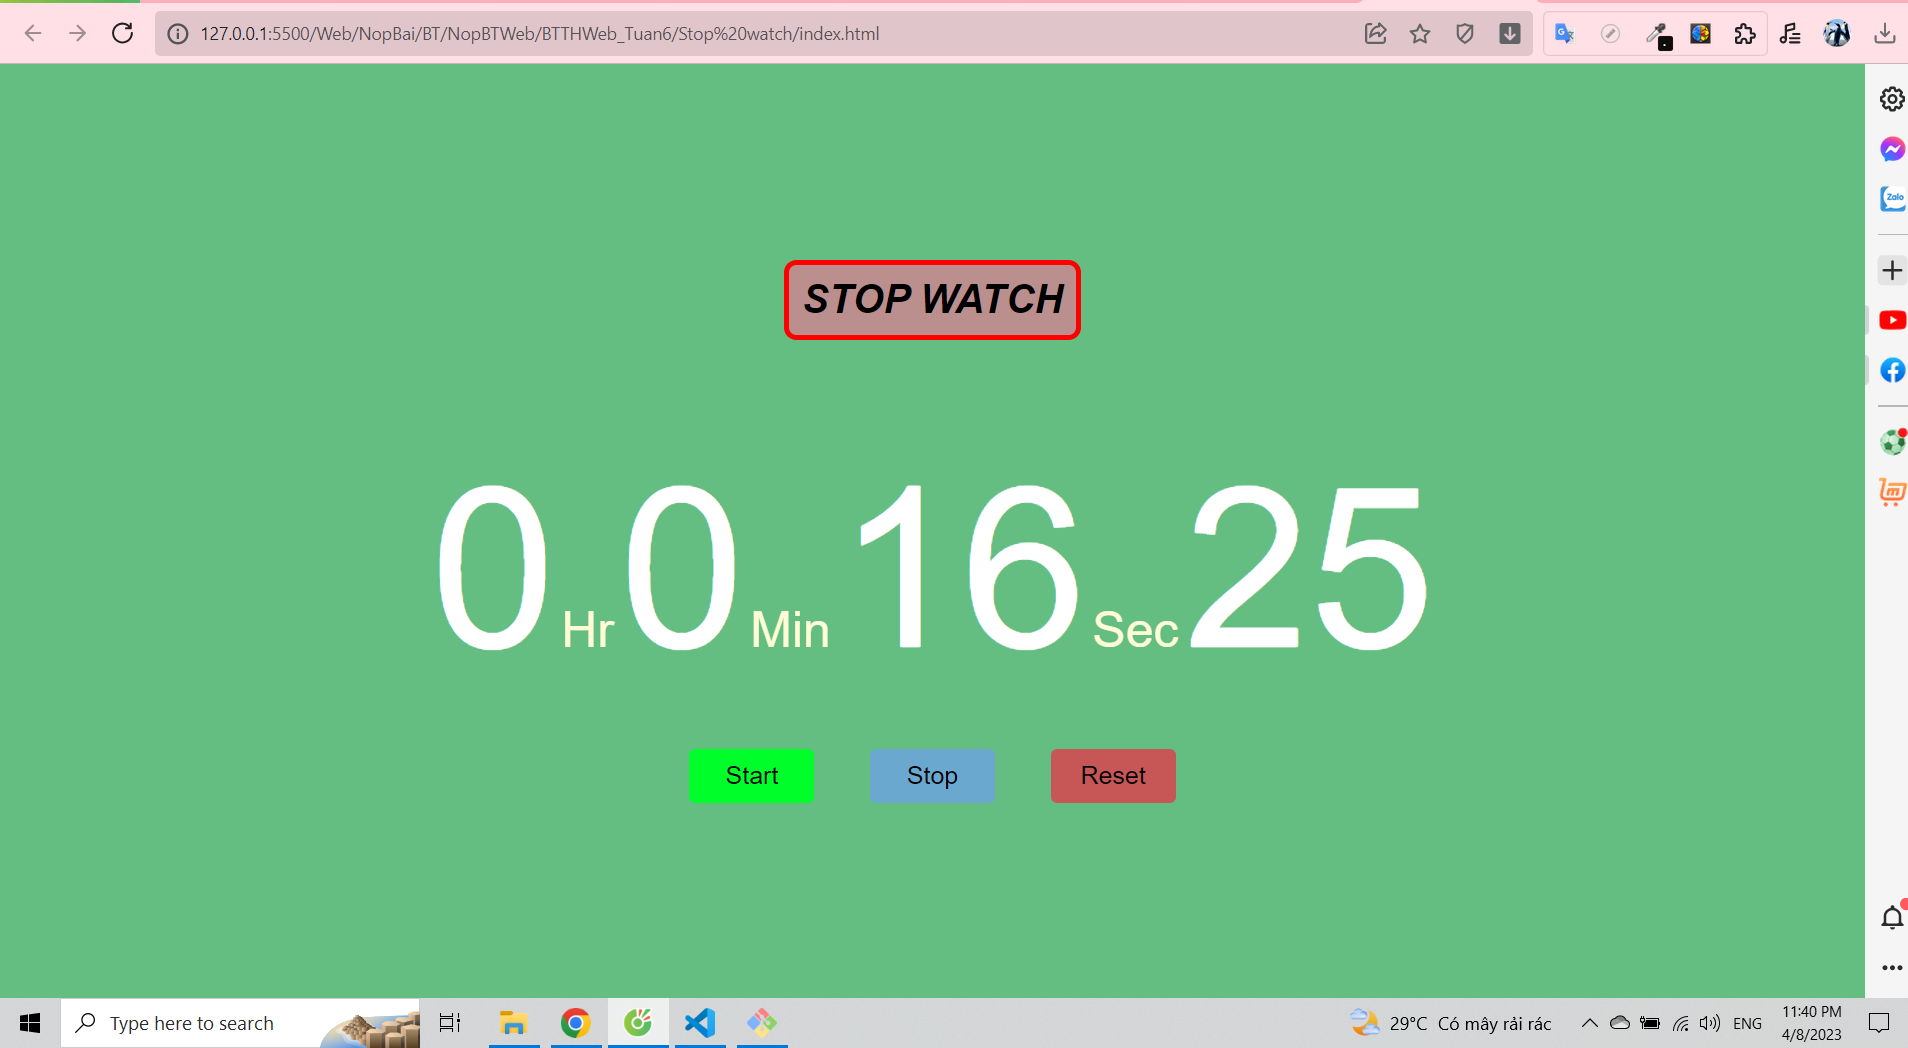 127.0.0.1:5500/Web/NopBai/BT/NopBTWeb/BTTHWeb_Tuan6/Stop%20watch/index.html
Zalo
STOP WATCH
0 Hr 0 Min 16 Sec 25
Start Stop Reset
Type here to search
29°C Có mây rải rác
ENG
11:40 PM
4/8/2023